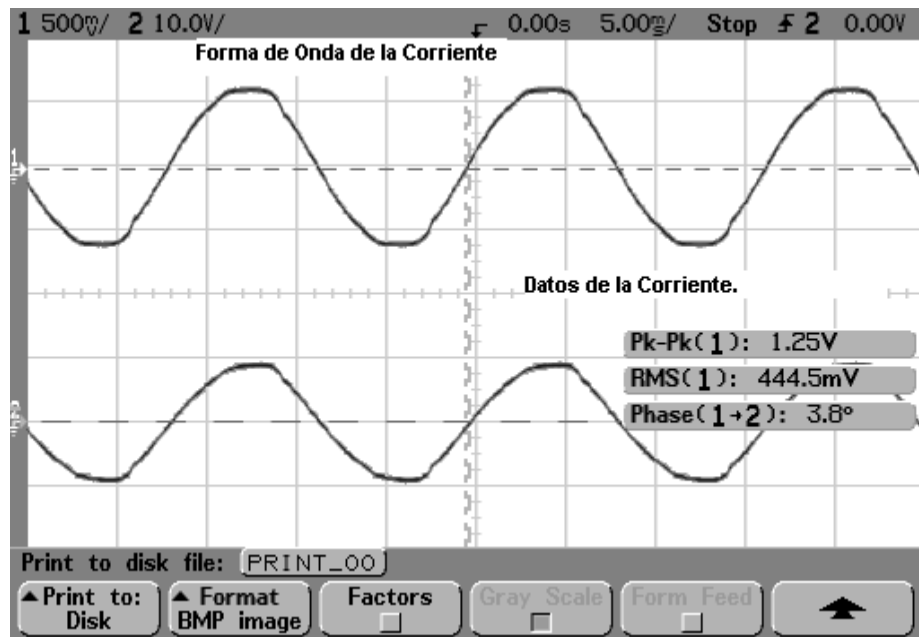 1 500mV/ 2 10.0V/ 0.00s 5.00ms/ Stop 2 0.00V
Forma de Onda de la Corriente
1
Datos de la Corriente.
Pk-Pk(1): 1.25V
RMS(1): 444.5mV
Phase(1→2): 3.8°
2
Print to disk file: PRINT_00
Print to:
Disk
Format
BMP image
Factors
Gray Scale
Form Feed